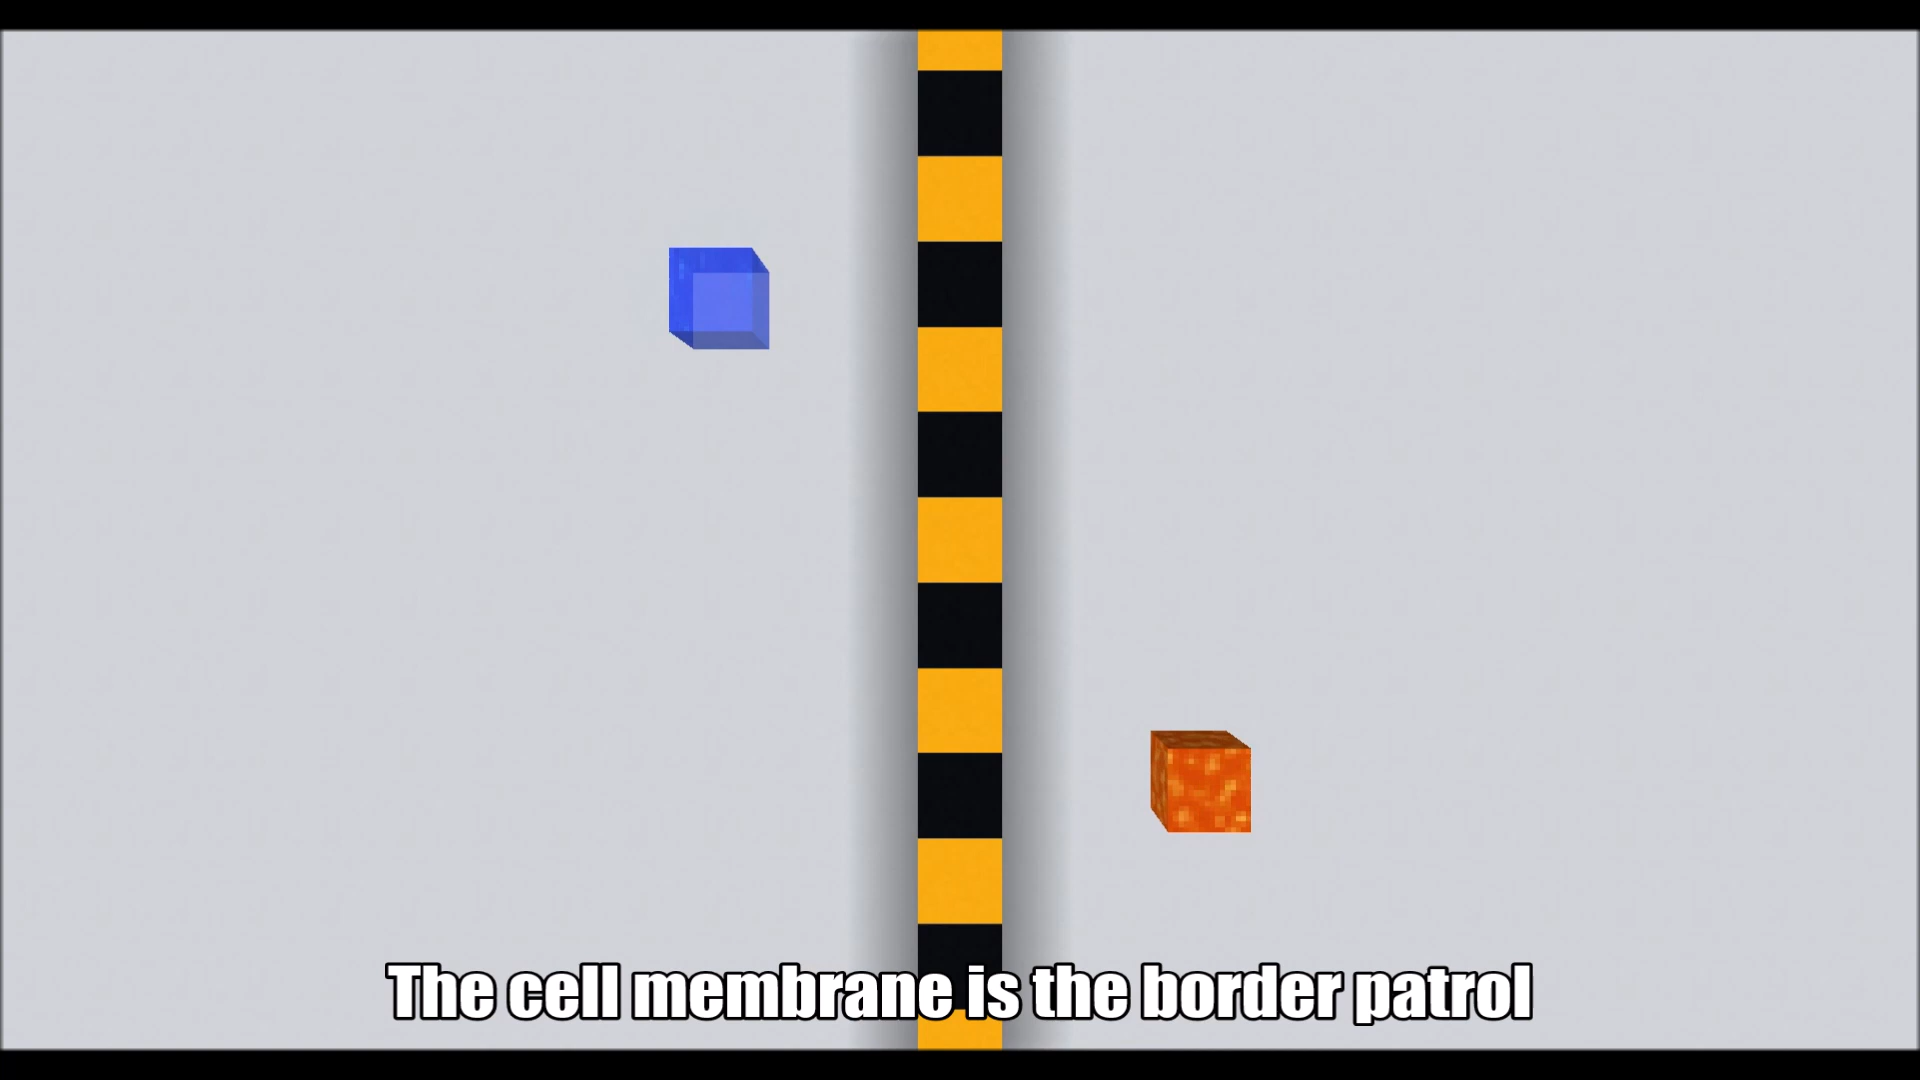 The cell membrane is the border patrol